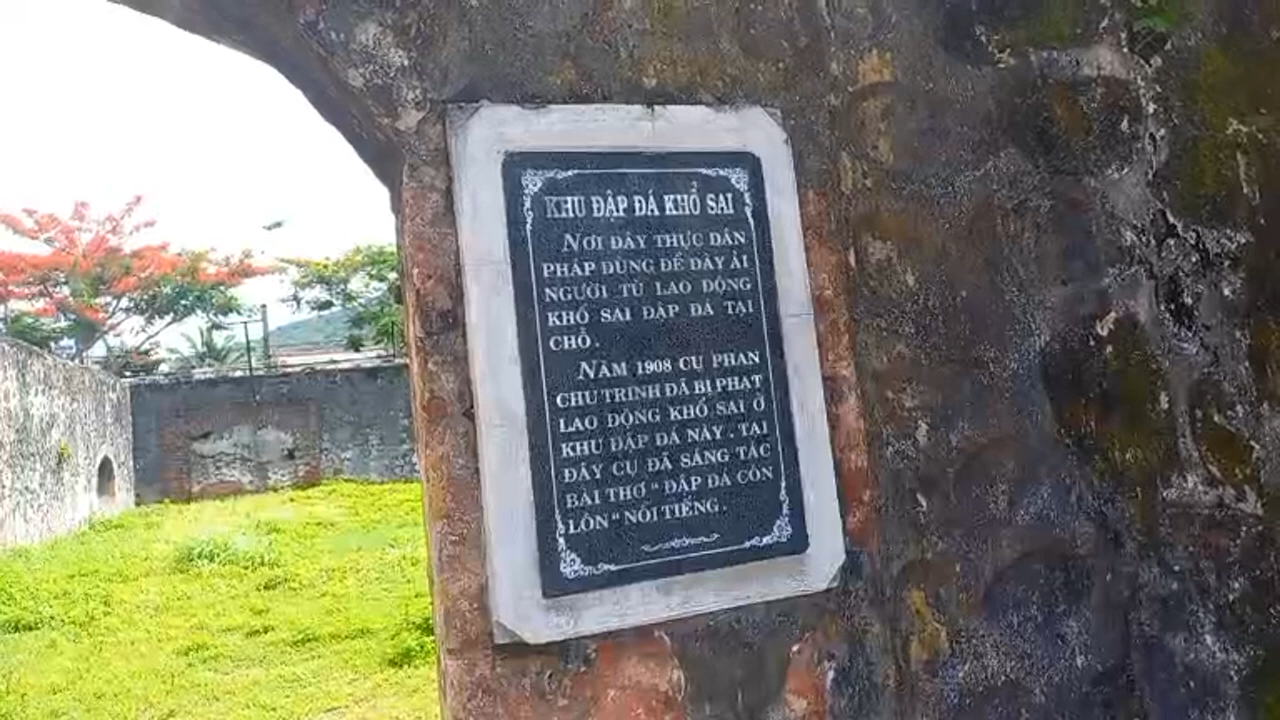 KHU ĐẬP ĐÁ KHỔ SAI
NƠI ĐÂY THỰC DÂN
PHÁP DÙNG ĐỂ ĐÀY ẢI
NGƯỜI TÙ LAO ĐỘNG
KHỔ SAI ĐẬP ĐÁ TẠI
CHỖ.
NĂM 1908 CỤ PHAN
CHU TRINH ĐÃ BỊ PHẠT
LAO ĐỘNG KHỔ SAI Ở
KHU ĐẬP ĐÁ NÀY. TẠI
ĐÂY CỤ ĐÃ SÁNG TÁC
BÀI THƠ "ĐẬP ĐÁ CÔN
LÔN" NỔI TIẾNG.